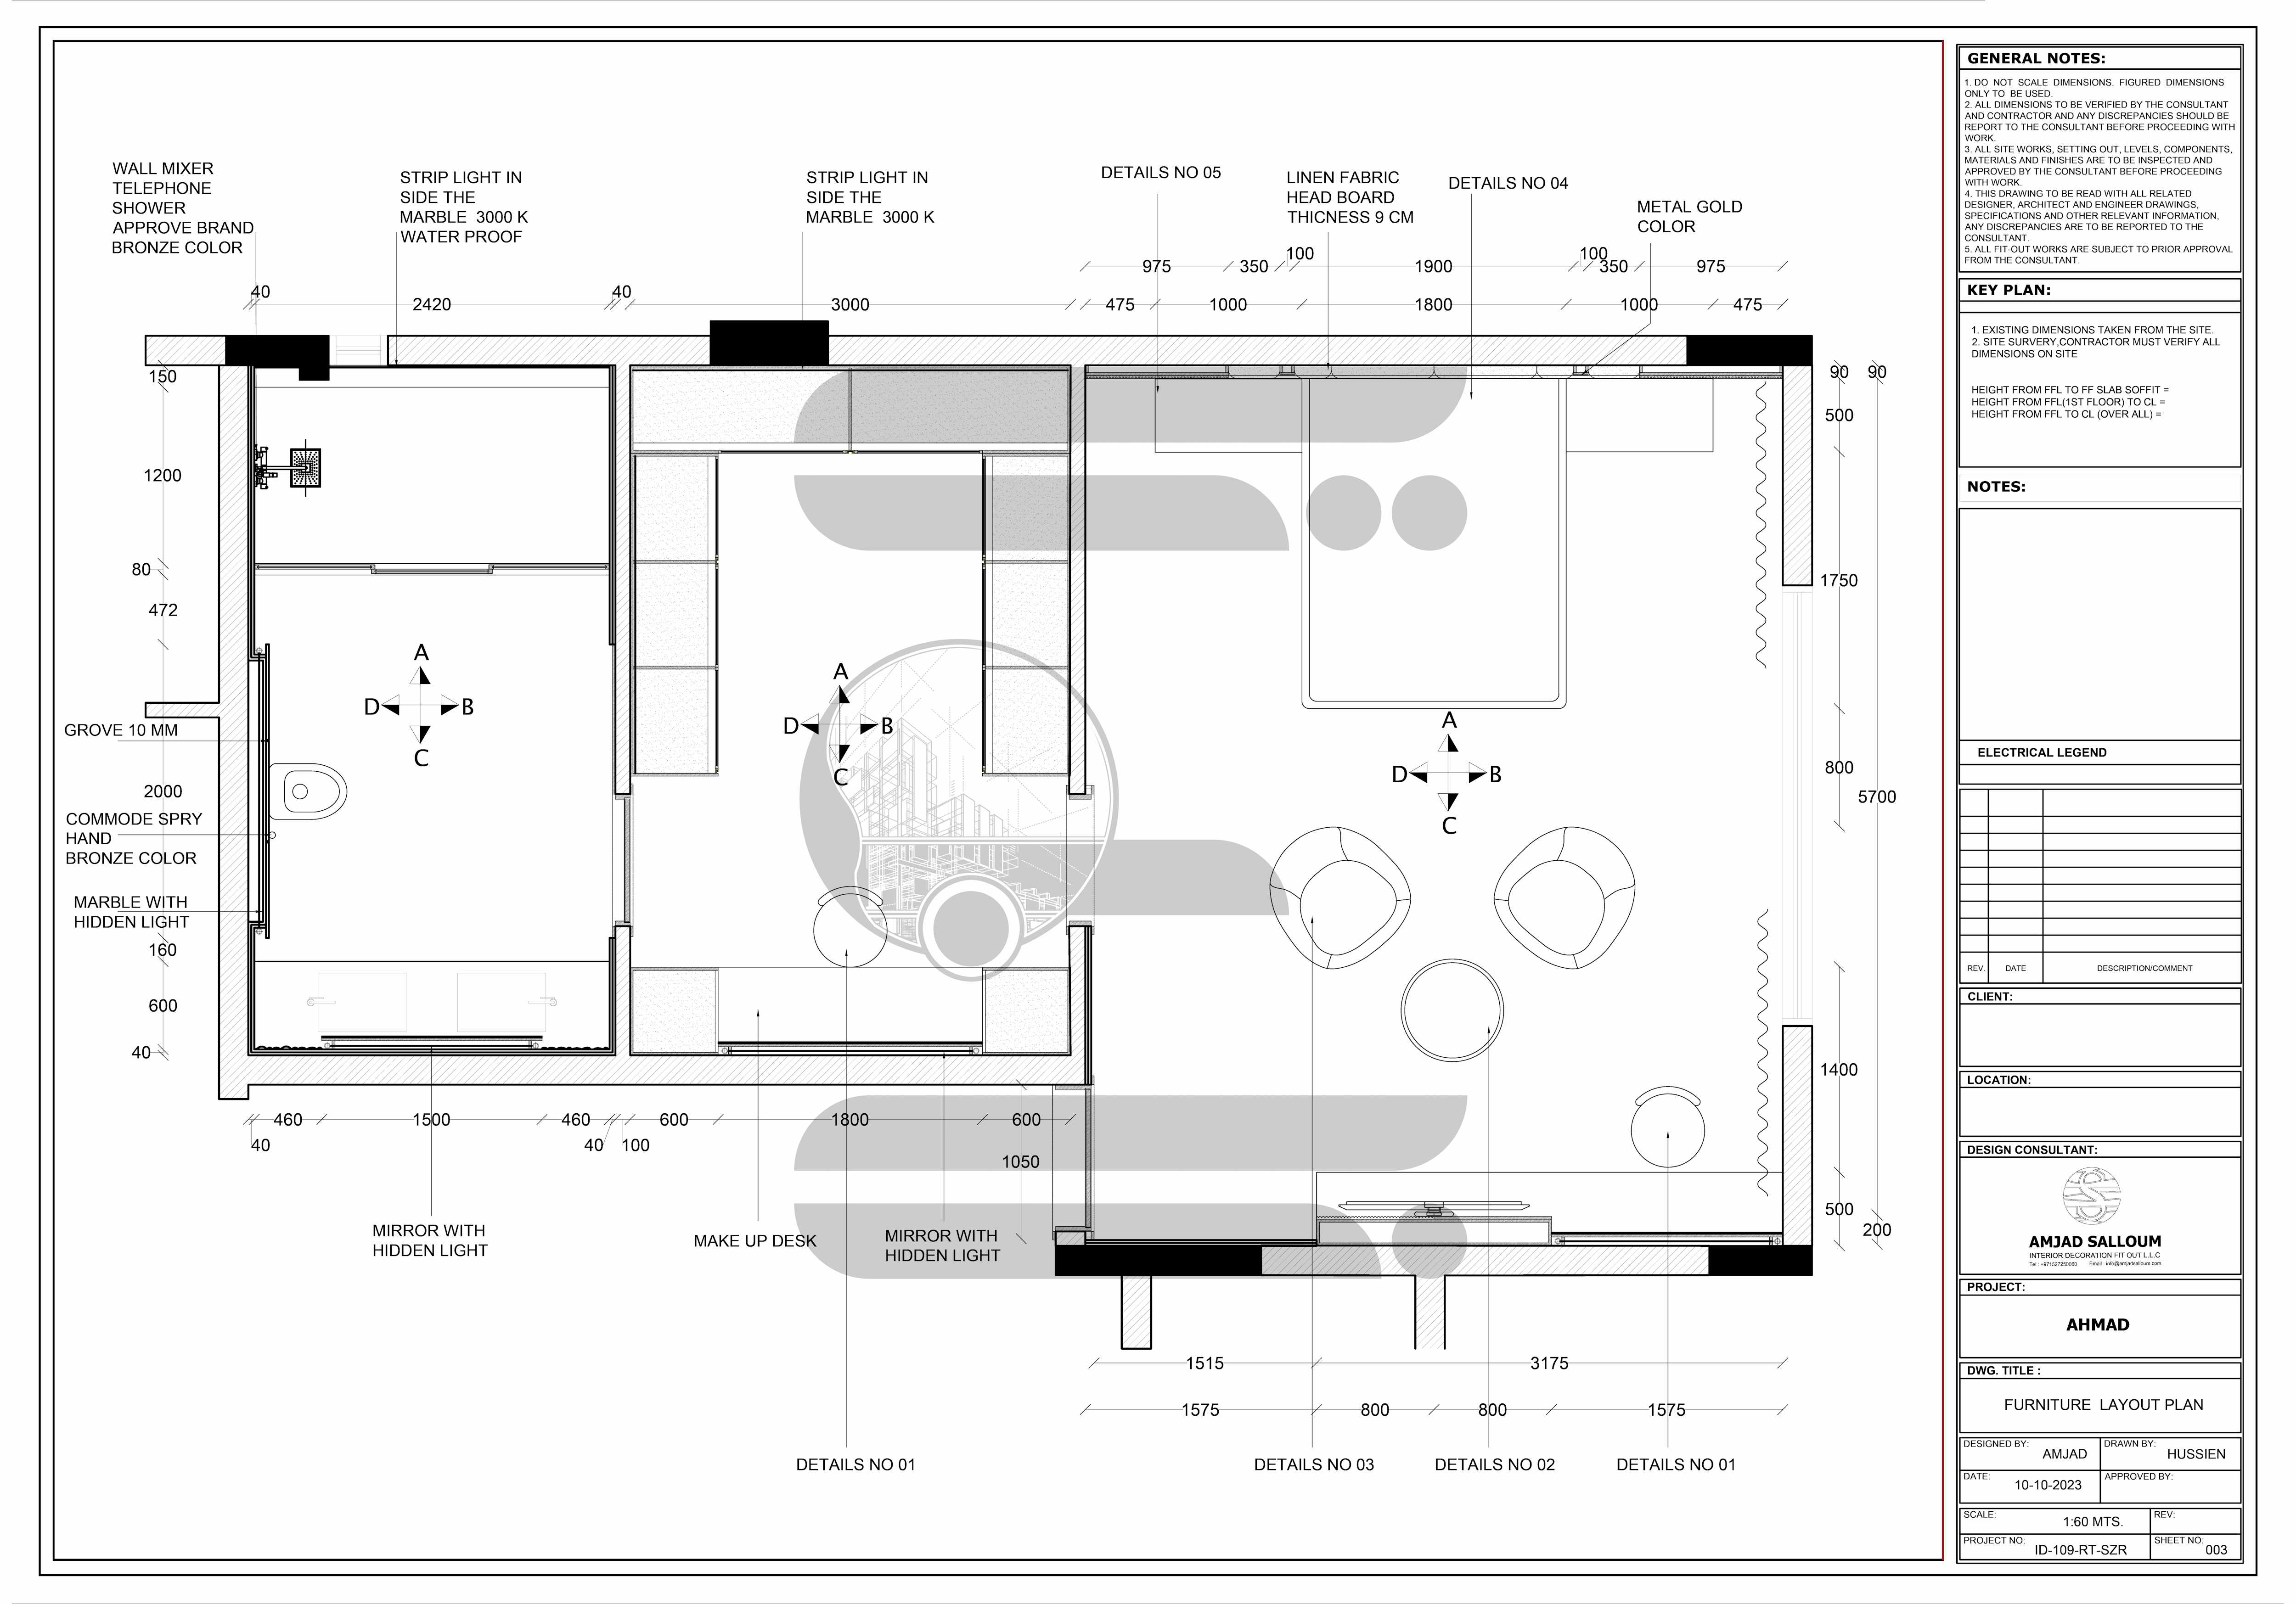 WALL MIXER
TELEPHONE
SHOWER
APPROVE BRAND
BRONZE COLOR
STRIP LIGHT IN
SIDE THE
MARBLE 3000 K
WATER PROOF
STRIP LIGHT IN
SIDE THE
MARBLE 3000 K
DETAILS NO 05
LINEN FABRIC
HEAD BOARD
THICNESS 9 CM
DETAILS NO 04
METAL GOLD
COLOR
975 350 100 1900 100 350 975
40 2420 40 3000 475 1000 1800 1000 475
150
1200
80
472
2000
160
600
40
GROVE 10 MM
COMMODE SPRY
HAND
BRONZE COLOR
MARBLE WITH
HIDDEN LIGHT
A
D B
C
A
D B
C
A
D B
C
90 90
500
1750
800
5700
1400
500
200
460 1500 460 600 1800 600
40 40 100
1050
MIRROR WITH
HIDDEN LIGHT
MAKE UP DESK
MIRROR WITH
HIDDEN LIGHT
1515 3175
1575 800 800 1575
DETAILS NO 01
DETAILS NO 03
DETAILS NO 02
DETAILS NO 01
GENERAL NOTES:
1. DO NOT SCALE DIMENSIONS. FIGURED DIMENSIONS
ONLY TO BE USED.
2. ALL DIMENSIONS TO BE VERIFIED BY THE CONSULTANT
AND CONTRACTOR AND ANY DISCREPANCIES SHOULD BE
REPORT TO THE CONSULTANT BEFORE PROCEEDING WITH
WORK.
3. ALL SITE WORKS, SETTING OUT, LEVELS, COMPONENTS,
MATERIALS AND FINISHES ARE TO BE INSPECTED AND
APPROVED BY THE CONSULTANT BEFORE PROCEEDING
WITH WORK.
4. THIS DRAWING TO BE READ WITH ALL RELATED
DESIGNER, ARCHITECT AND ENGINEER DRAWINGS,
SPECIFICATIONS AND OTHER RELEVANT INFORMATION,
ANY DISCREPANCIES ARE TO BE REPORTED TO THE
CONSULTANT.
5. ALL FIT-OUT WORKS ARE SUBJECT TO PRIOR APPROVAL
FROM THE CONSULTANT.
KEY PLAN:
1. EXISTING DIMENSIONS TAKEN FROM THE SITE.
2. SITE SURVERY,CONTRACTOR MUST VERIFY ALL
DIMENSIONS ON SITE
HEIGHT FROM FFL TO FF SLAB SOFFIT =
HEIGHT FROM FFL(1ST FLOOR) TO CL =
HEIGHT FROM FFL TO CL (OVER ALL) =
NOTES:
ELECTRICAL LEGEND
REV. DATE DESCRIPTION/COMMENT
CLIENT:
LOCATION:
DESIGN CONSULTANT:
AMJAD SALLOUM
INTERIOR DECORATION FIT OUT L.L.C
Tel : +971527250060 Email : info@amjadsalloum.com
PROJECT:
AHMAD
DWG. TITLE :
FURNITURE LAYOUT PLAN
DESIGNED BY: AMJAD DRAWN BY: HUSSIEN
DATE: 10-10-2023 APPROVED BY:
SCALE: 1:60 MTS. REV:
PROJECT NO: ID-109-RT-SZR SHEET NO: 003